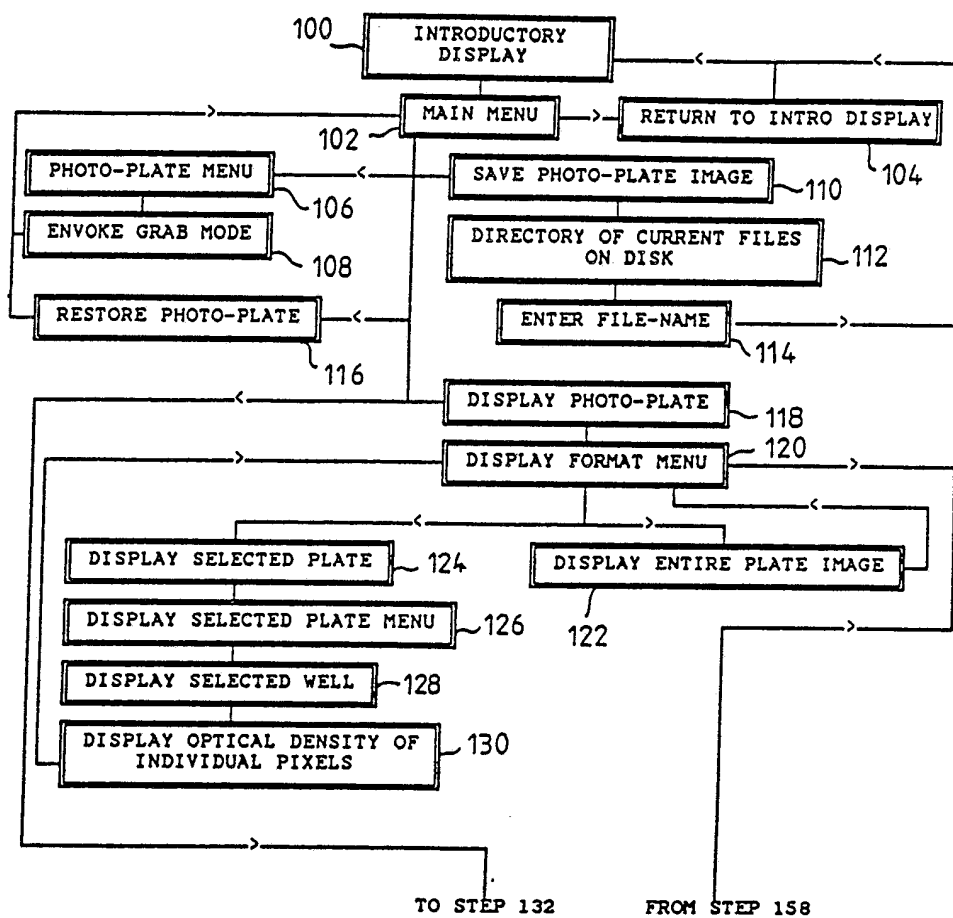 100
INTRODUCTORY
DISPLAY
< <
>
MAIN MENU
>
RETURN TO INTRO DISPLAY
102
104
PHOTO-PLATE MENU
<
SAVE PHOTO-PLATE IMAGE
106
110
ENVOKE GRAB MODE
108
DIRECTORY OF CURRENT FILES
ON DISK
112
RESTORE PHOTO-PLATE
<
116
ENTER FILE-NAME
>
114
<
DISPLAY PHOTO-PLATE
118
>
DISPLAY FORMAT MENU
120
>
<
< >
DISPLAY SELECTED PLATE
124
DISPLAY ENTIRE PLATE IMAGE
122
DISPLAY SELECTED PLATE MENU
126
>
DISPLAY SELECTED WELL
128
DISPLAY OPTICAL DENSITY OF
INDIVIDUAL PIXELS
130
>
TO STEP 132
FROM STEP 158